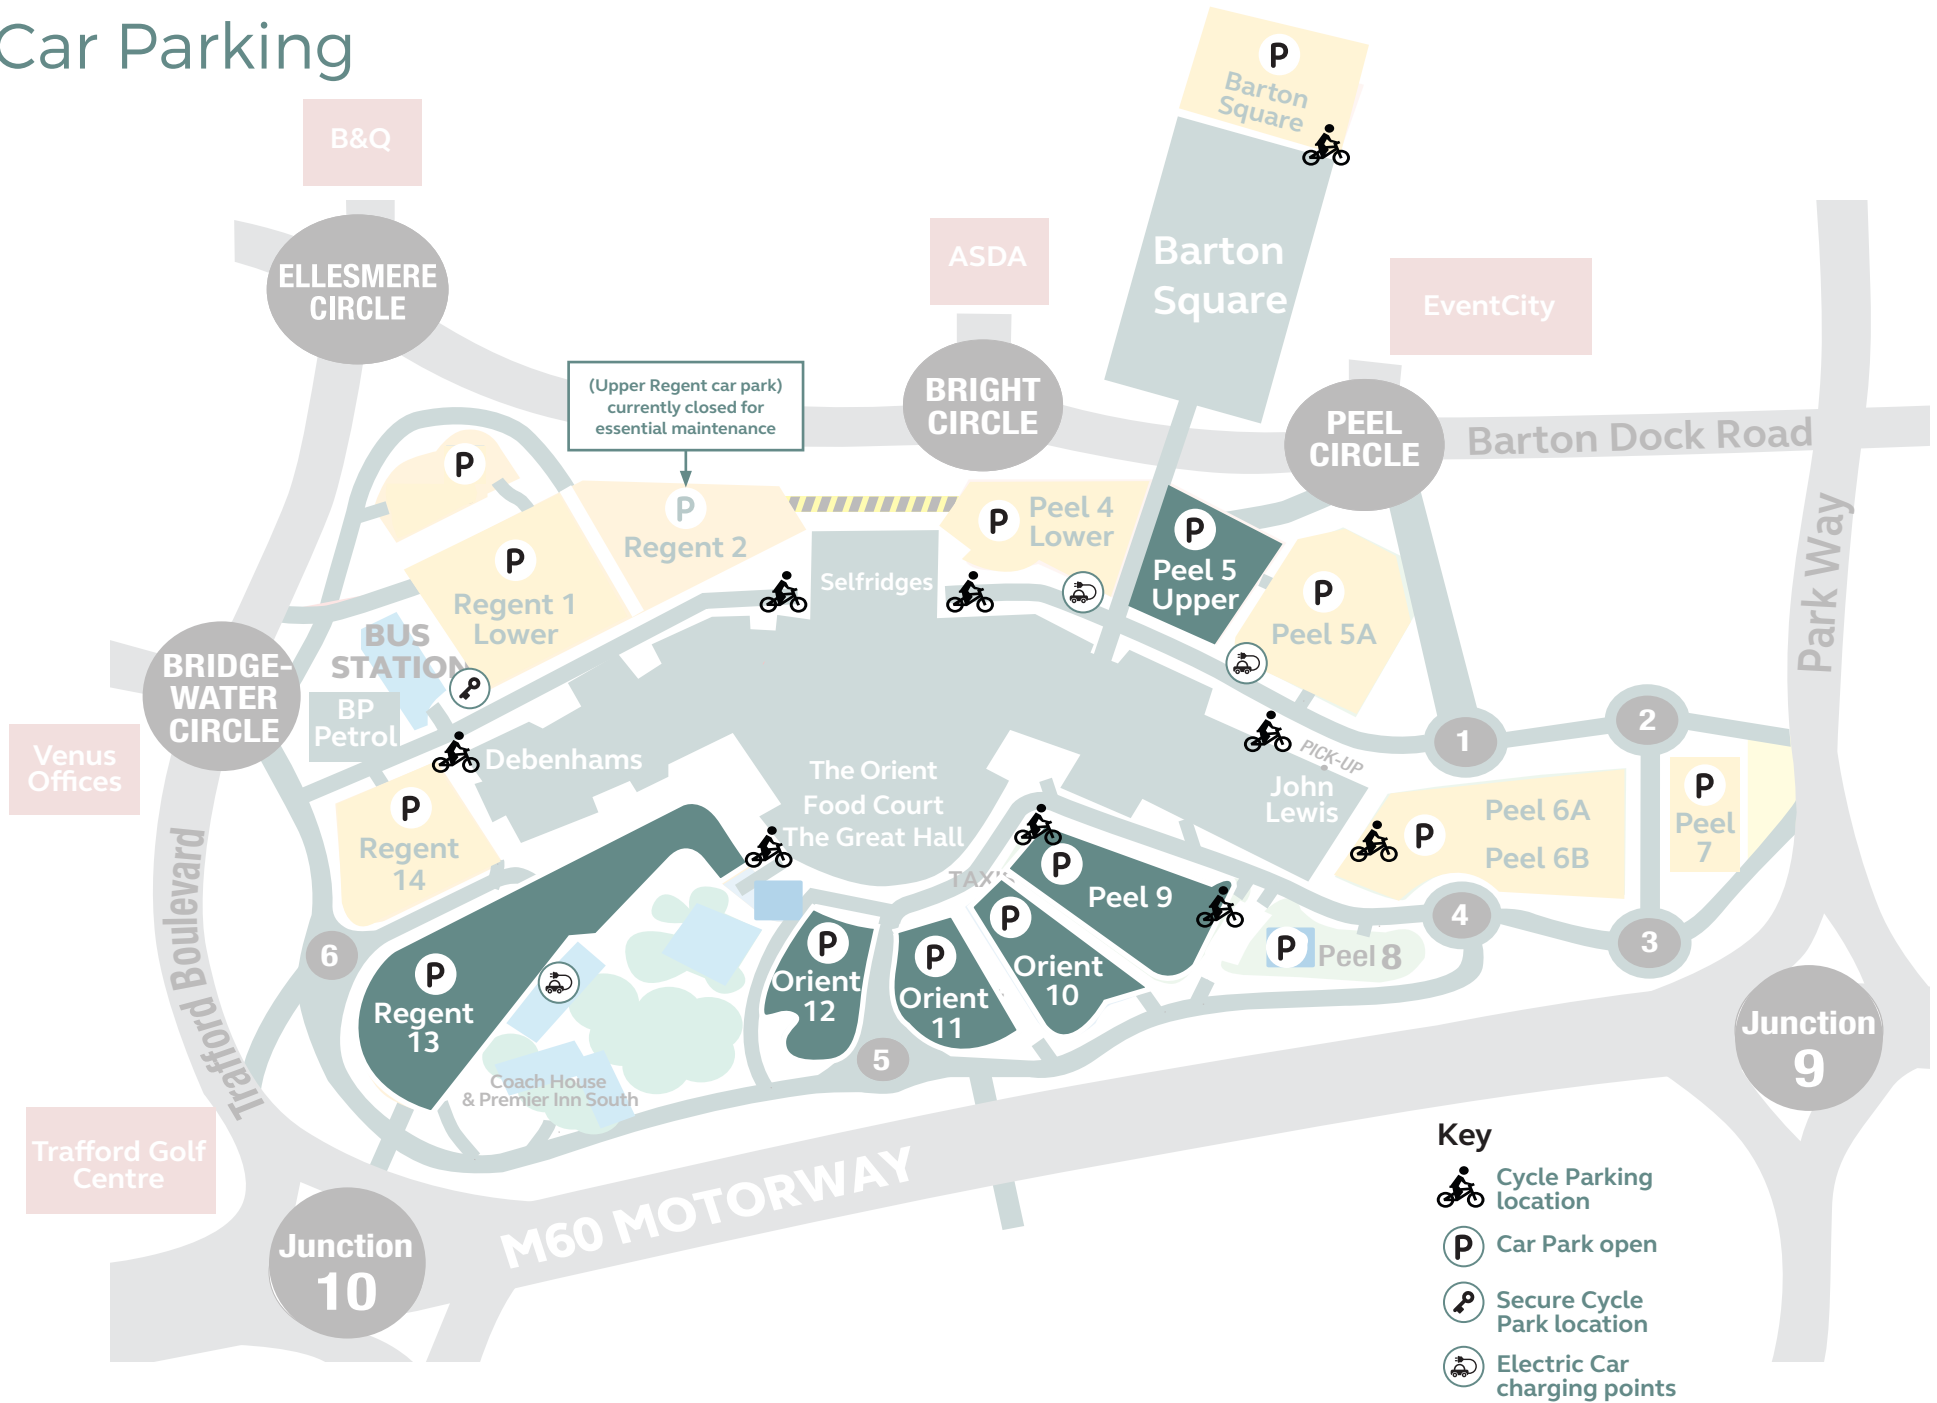 Car Parking
P
Barton
Square
B&Q
ASDA
Barton
Square
EventCity
ELLESMERE
CIRCLE
(Upper Regent car park)
currently closed for
essential maintenance
BRIGHT
CIRCLE
PEEL
CIRCLE
Barton Dock Road
Park Way
P
P
Regent 2
P
Peel 4
Lower
P
Peel 5
Upper
P
Regent 1
Lower
Selfridges
P
Peel 5A
BUS
STATION
BRIDGE-
WATER
CIRCLE
BP
Petrol
Venus
Offices
Debenhams
The Orient
Food Court
The Great Hall
PICK-UP
John
Lewis
1
2
P
Peel 6A
Peel 6B
P
Peel
7
P
Regent
14
TAXI'S
P
Peel 9
4
3
P
Peel 8
6
Trafford Boulevard
P
Regent
13
P
Orient
12
P
Orient
11
P
Orient
10
5
Coach House
& Premier Inn South
Junction
9
Trafford Golf
Centre
M60 MOTORWAY
Junction
10
Key
Cycle Parking
location
P
Car Park open
Secure Cycle
Park location
Electric Car
charging points